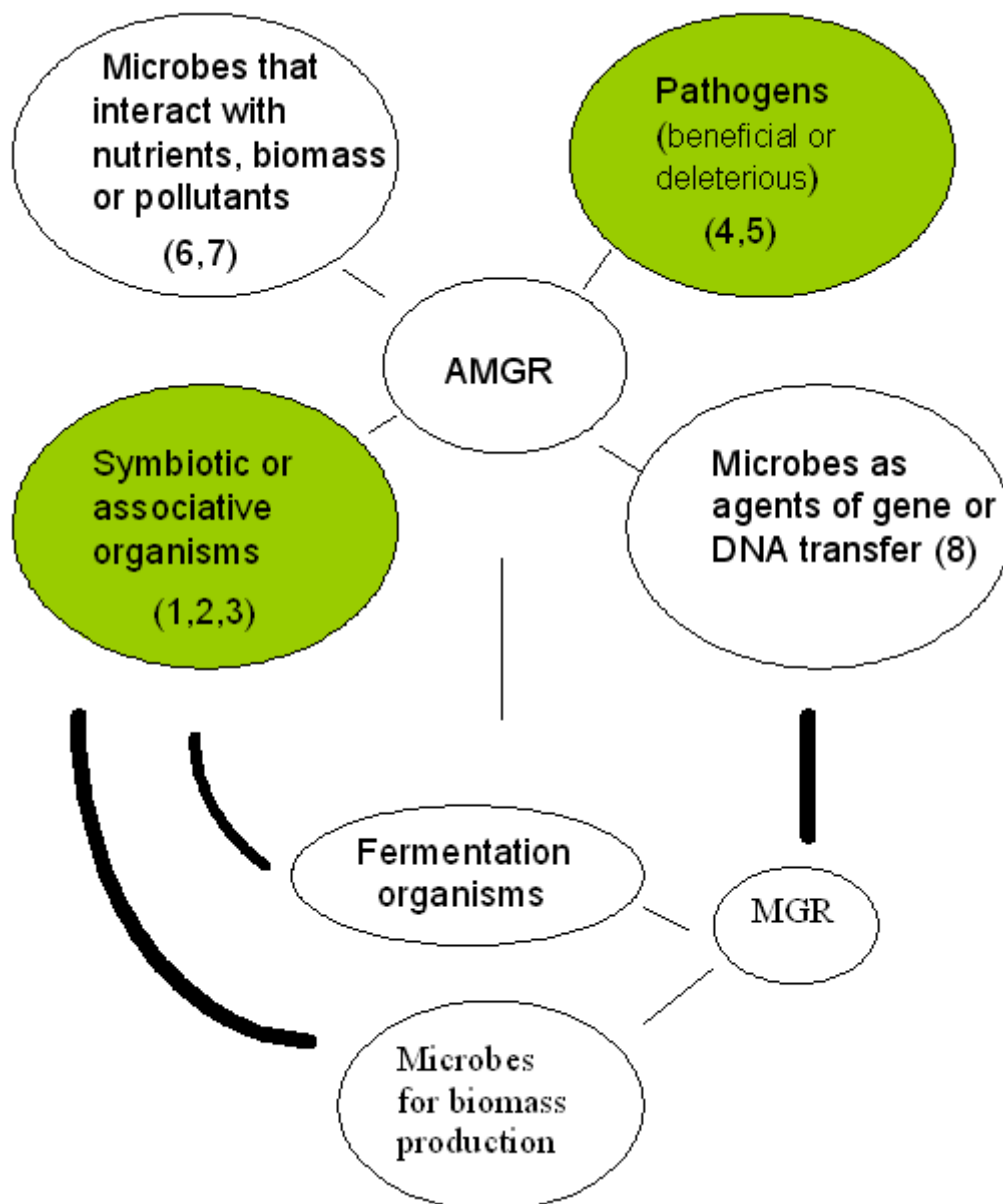 Microbes that
interact with
nutrients, biomass
or pollutants
(6,7)
Pathogens
(beneficial or
deleterious)
(4,5)
AMGR
Symbiotic or
associative
organisms
(1,2,3)
Microbes as
agents of gene or
DNA transfer (8)
Fermentation
organisms
MGR
Microbes
for biomass
production